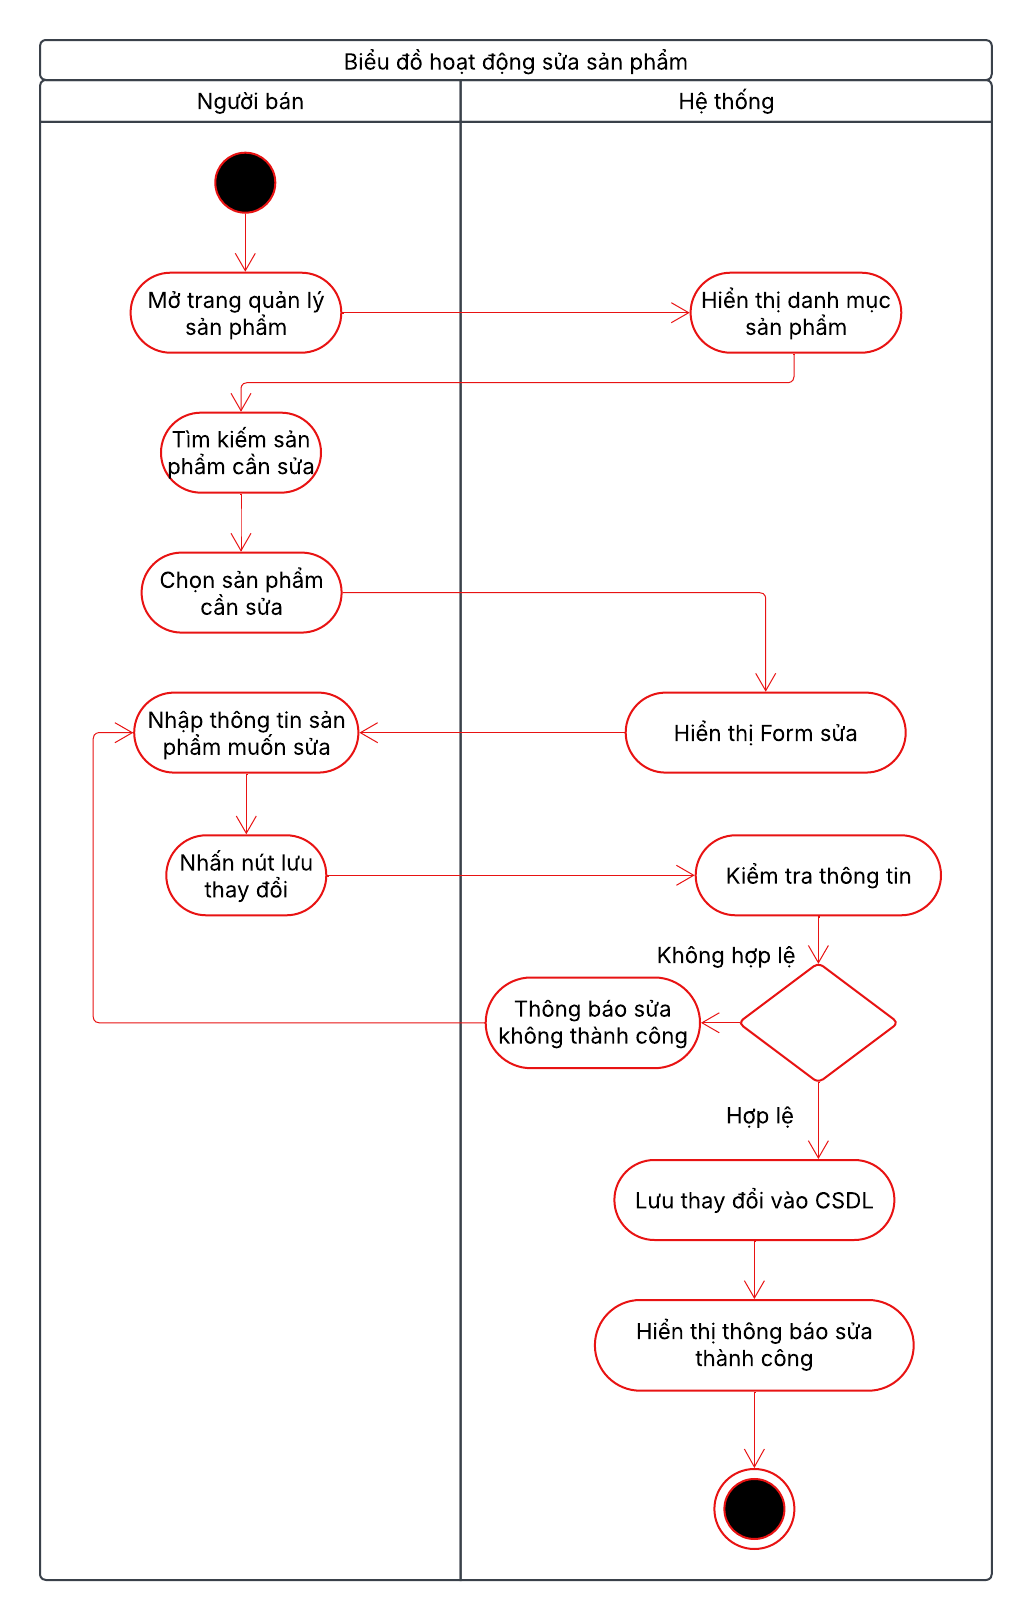 Biểu đồ hoạt động sửa sản phẩm
Người bán
Hệ thống
Mở trang quản lý
sản phẩm
Hiển thị danh mục
sản phẩm
Tìm kiếm sản
phẩm cần sửa
Chọn sản phẩm
cần sửa
Nhập thông tin sản
phẩm muốn sửa
Hiển thị Form sửa
Nhấn nút lưu
thay đổi
Kiểm tra thông tin
Không hợp lệ
Thông báo sửa
không thành công
Hợp lệ
Lưu thay đổi vào CSDL
Hiển thị thông báo sửa
thành công